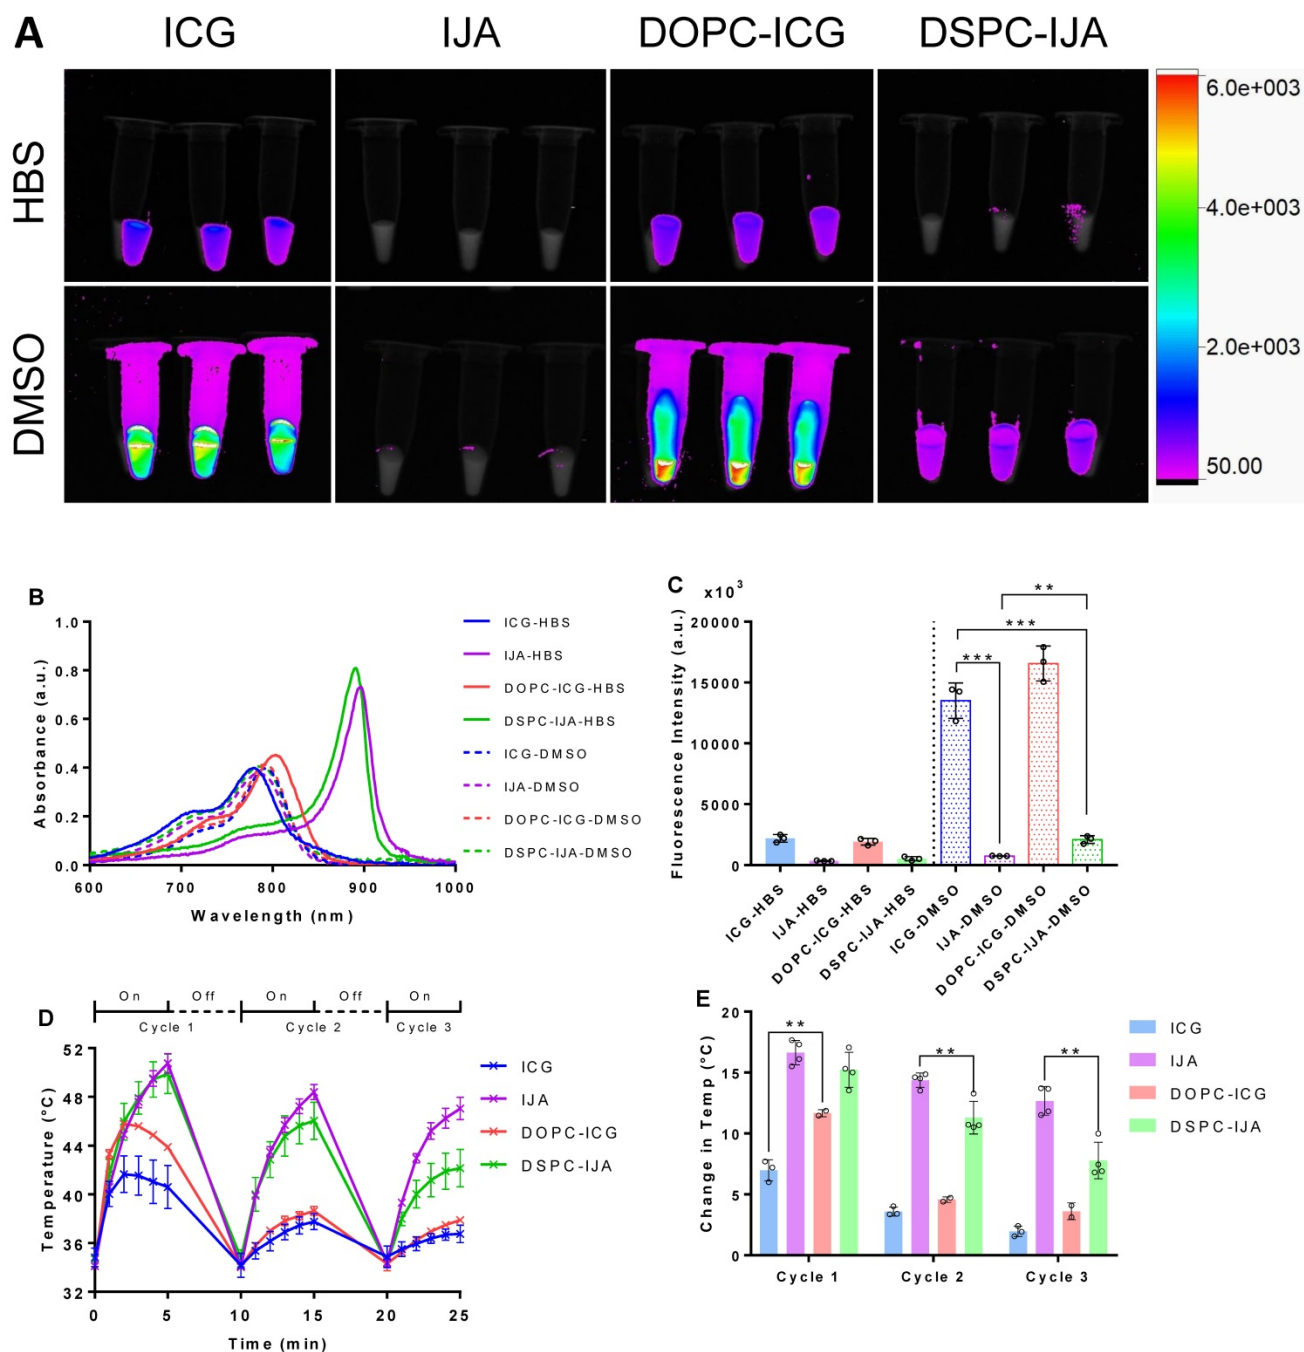 A
ICG IJA DOPC-ICG DSPC-IJA
HBS
DMSO
6.0e+003
4.0e+003
2.0e+003
50.00
B
Absorbance (a.u.)
1.0
0.8
0.6
0.4
0.2
0.0
600 700 800 900 1000
Wavelength (nm)
ICG-HBS
IJA-HBS
DOPC-ICG-HBS
DSPC-IJA-HBS
ICG-DMSO
IJA-DMSO
DOPC-ICG-DMSO
DSPC-IJA-DMSO
C
x10³
Fluorescence Intensity (a.u.)
20000
15000
10000
5000
0
**
***
***
ICG-HBS
IJA-HBS
DOPC-ICG-HBS
DSPC-IJA-HBS
ICG-DMSO
IJA-DMSO
DOPC-ICG-DMSO
DSPC-IJA-DMSO
D
On Off On Off On
Cycle 1 Cycle 2 Cycle 3
Temperature (°C)
52
48
44
40
36
32
0 5 10 15 20 25
Time (min)
ICG
IJA
DOPC-ICG
DSPC-IJA
E
Change in Temp (°C)
20
15
10
5
0
** ** **
Cycle 1 Cycle 2 Cycle 3
ICG
IJA
DOPC-ICG
DSPC-IJA